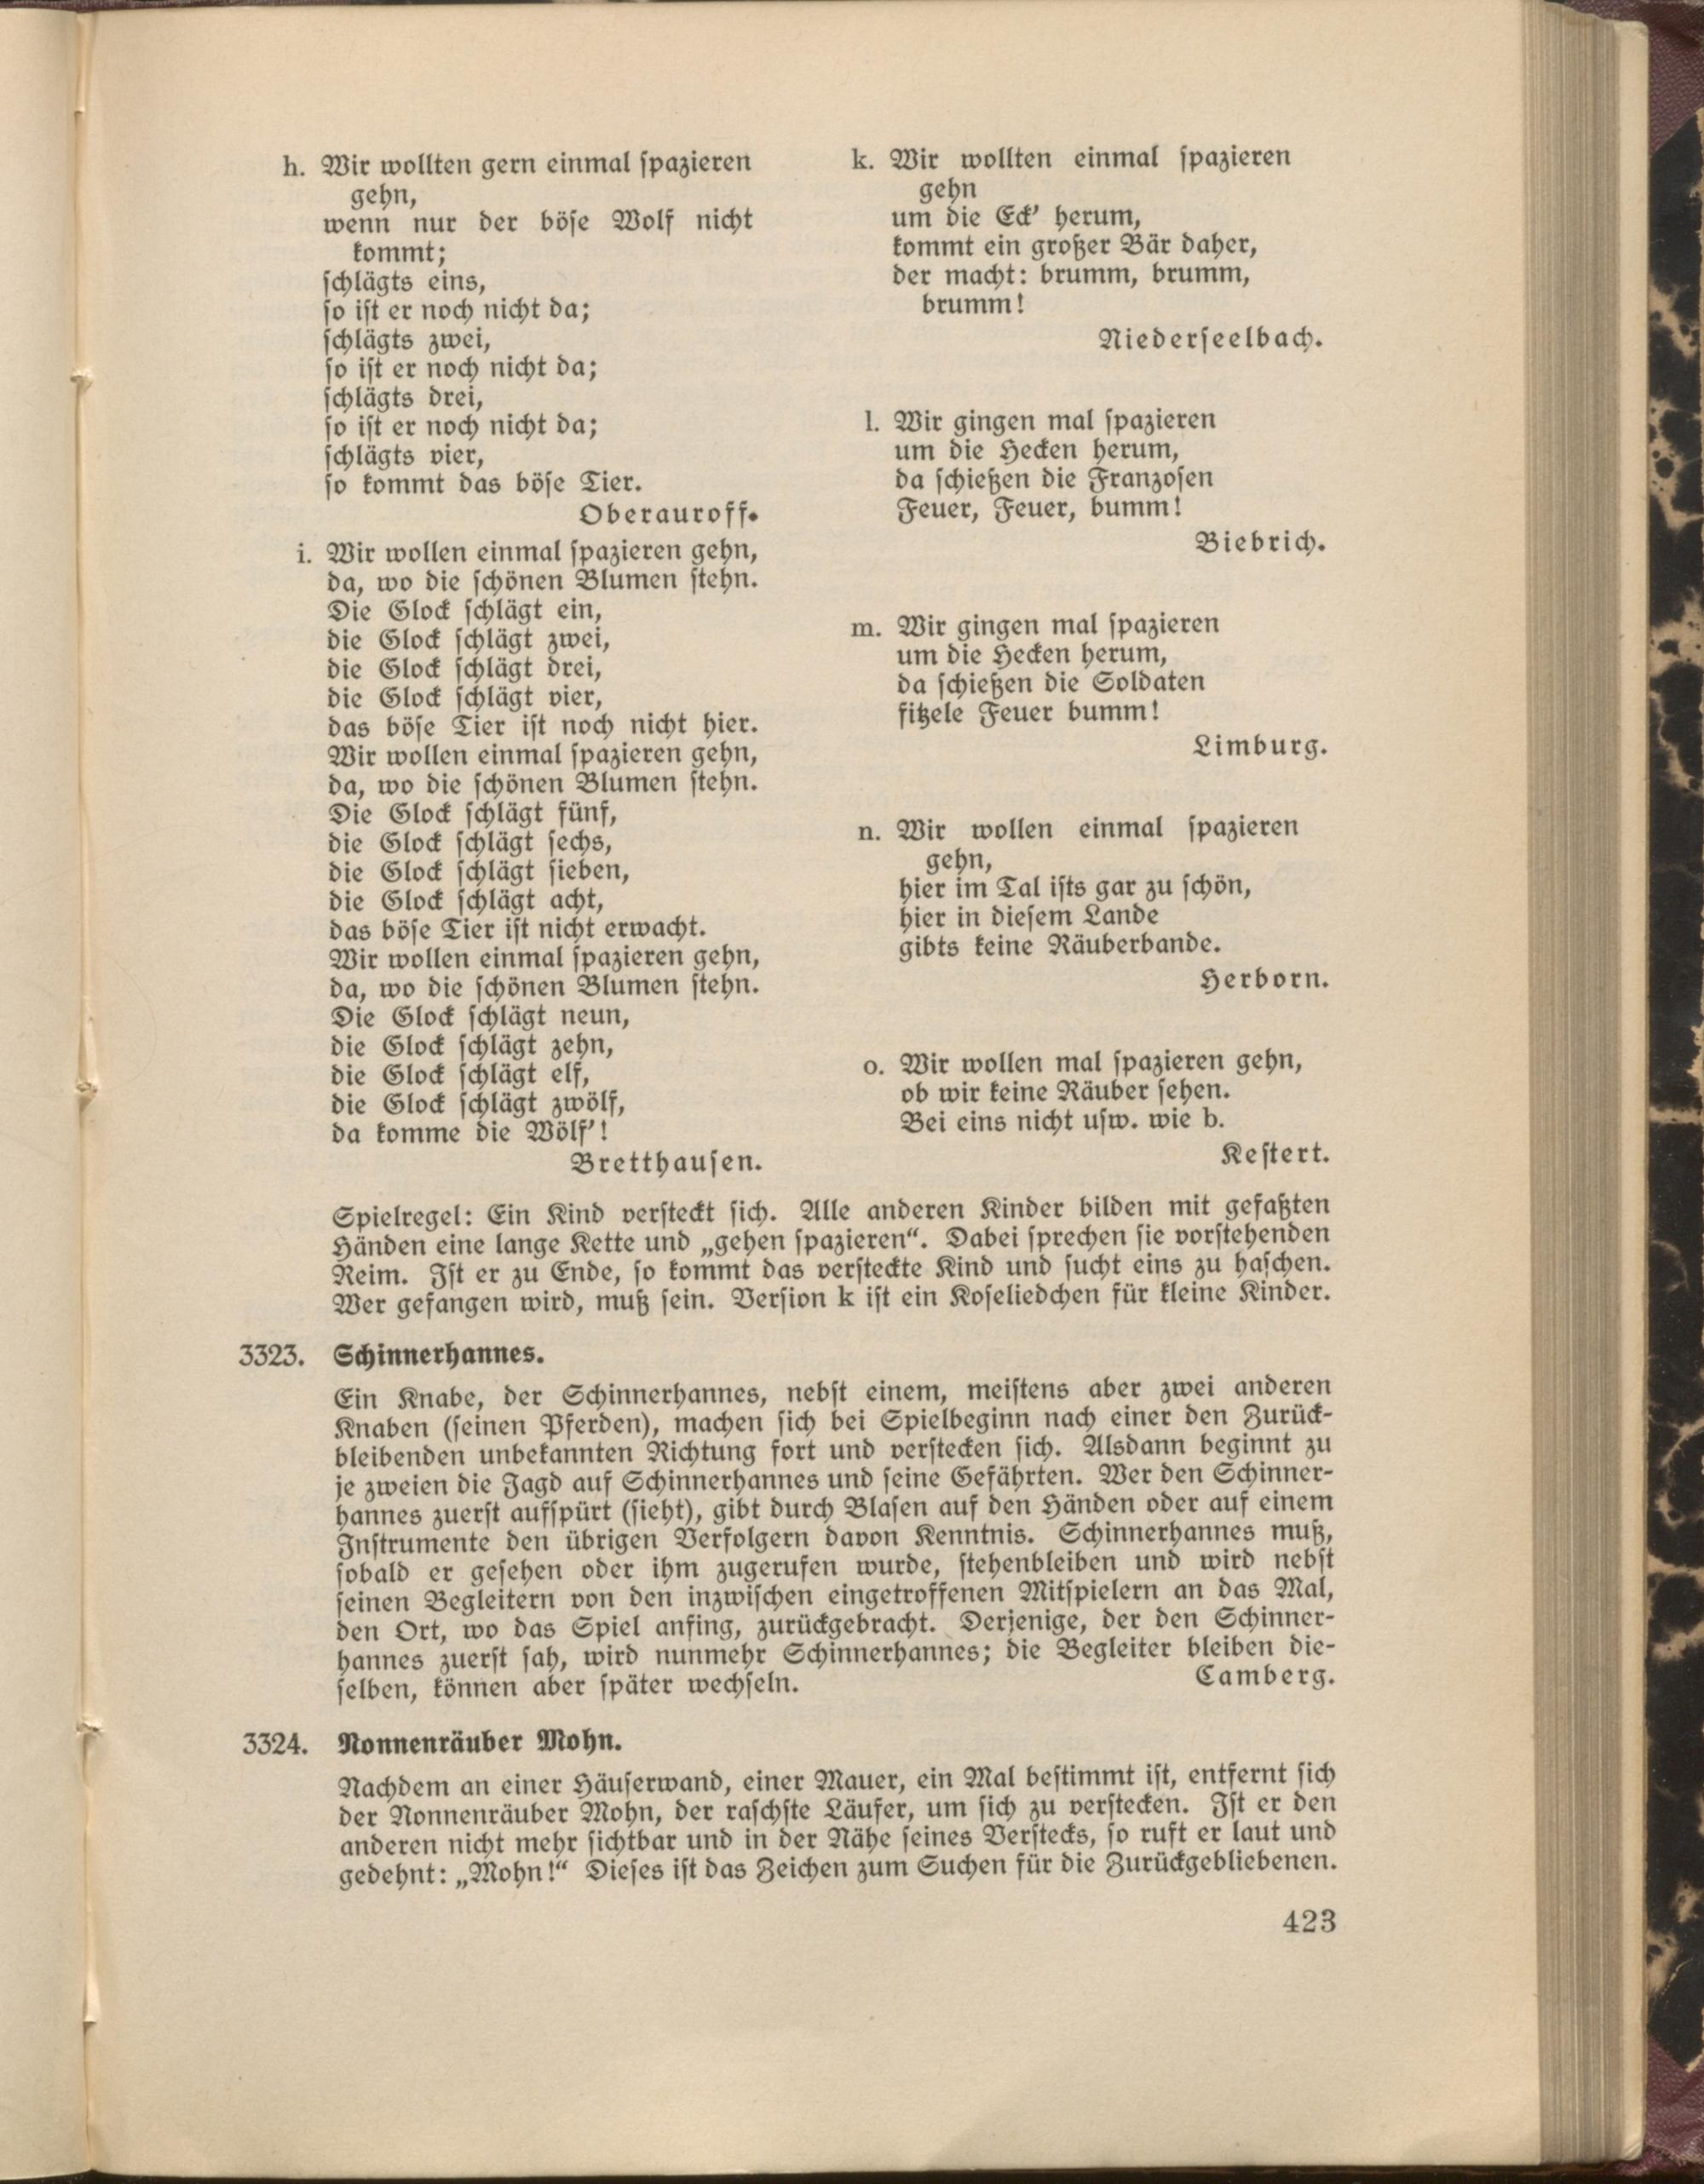 h. Wir wollten gern einmal spazieren
gehn,
wenn nur der böse Wolf nicht
kommt;
schlägts eins,
so ist er noch nicht da;
schlägts zwei,
so ist er noch nicht da;
schlägts drei,
so ist er noch nicht da;
schlägts vier,
so kommt das böse Tier.
Oberauroff.
i. Wir wollen einmal spazieren gehn,
da, wo die schönen Blumen stehn.
Die Glock schlägt ein,
die Glock schlägt zwei,
die Glock schlägt drei,
die Glock schlägt vier,
das böse Tier ist noch nicht hier.
Wir wollen einmal spazieren gehn,
da, wo die schönen Blumen stehn.
Die Glock schlägt fünf,
die Glock schlägt sechs,
die Glock schlägt sieben,
die Glock schlägt acht,
das böse Tier ist nicht erwacht.
Wir wollen einmal spazieren gehn,
da, wo die schönen Blumen stehn.
Die Glock schlägt neun,
die Glock schlägt zehn,
die Glock schlägt elf,
die Glock schlägt zwölf,
da komme die Wölf'!
Bretthausen.
k. Wir wollten einmal spazieren
gehn
um die Eck' herum,
kommt ein großer Bär daher,
der macht: brumm, brumm,
brumm!
Niederseelbach.
l. Wir gingen mal spazieren
um die Hecken herum,
da schießen die Franzosen
Feuer, Feuer, bumm!
Biebrich.
m. Wir gingen mal spazieren
um die Hecken herum,
da schießen die Soldaten
fitzele Feuer bumm!
Limburg.
n. Wir wollen einmal spazieren
gehn,
hier im Tal ists gar zu schön,
hier in diesem Lande
gibts keine Räuberbande.
Herborn.
o. Wir wollen mal spazieren gehn,
ob wir keine Räuber sehen.
Bei eins nicht usw. wie b.
Kestert.
Spielregel: Ein Kind versteckt sich. Alle anderen Kinder bilden mit gefaßten
Händen eine lange Kette und „gehen spazieren“. Dabei sprechen sie vorstehenden
Reim. Ist er zu Ende, so kommt das versteckte Kind und sucht eins zu haschen.
Wer gefangen wird, muß sein. Version k ist ein Koseliedchen für kleine Kinder.
3323. Schinnerhannes.
Ein Knabe, der Schinnerhannes, nebst einem, meistens aber zwei anderen
Knaben (seinen Pferden), machen sich bei Spielbeginn nach einer den Zurück-
bleibenden unbekannten Richtung fort und verstecken sich. Alsdann beginnt zu
je zweien die Jagd auf Schinnerhannes und seine Gefährten. Wer den Schinner-
hannes zuerst aufspürt (sieht), gibt durch Blasen auf den Händen oder auf einem
Instrumente den übrigen Verfolgern davon Kenntnis. Schinnerhannes muß,
sobald er gesehen oder ihm zugerufen wurde, stehenbleiben und wird nebst
seinen Begleitern von den inzwischen eingetroffenen Mitspielern an das Mal,
den Ort, wo das Spiel anfing, zurückgebracht. Derjenige, der den Schinner-
hannes zuerst sah, wird nunmehr Schinnerhannes; die Begleiter bleiben die-
selben, können aber später wechseln. Camberg.
3324. Nonnenräuber Mohn.
Nachdem an einer Häuserwand, einer Mauer, ein Mal bestimmt ist, entfernt sich
der Nonnenräuber Mohn, der raschste Läufer, um sich zu verstecken. Ist er den
anderen nicht mehr sichtbar und in der Nähe seines Verstecks, so ruft er laut und
gedehnt: „Mohn!“ Dieses ist das Zeichen zum Suchen für die Zurückgebliebenen.
423